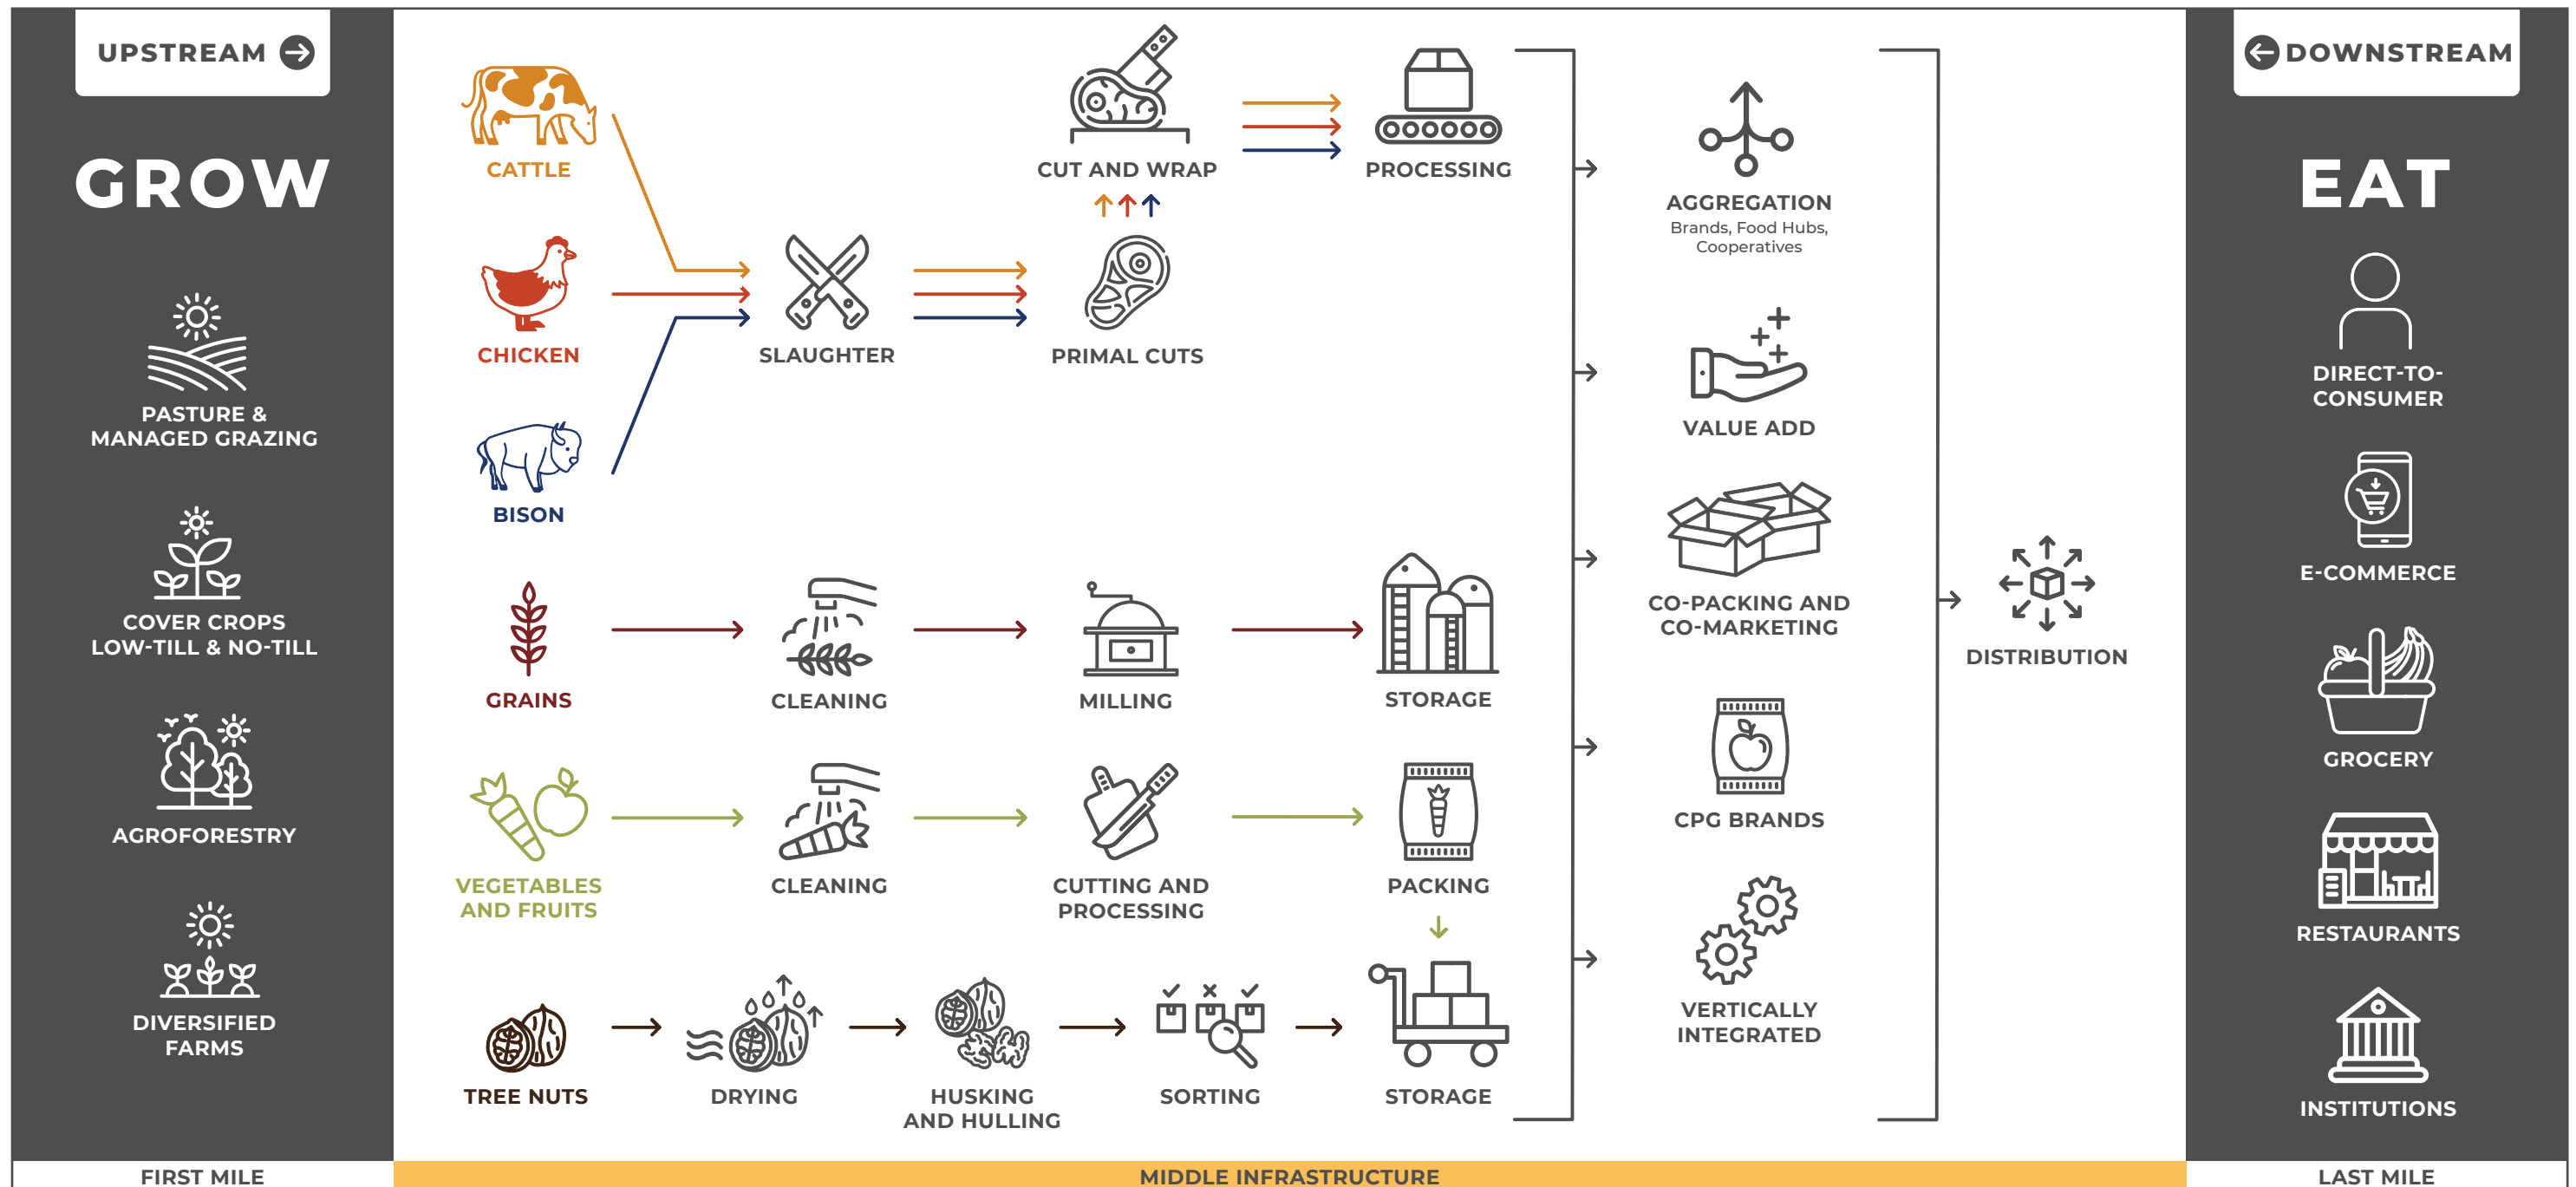 UPSTREAM
GROW
PASTURE &
MANAGED GRAZING
COVER CROPS
LOW-TILL & NO-TILL
AGROFORESTRY
DIVERSIFIED
FARMS
FIRST MILE
CATTLE
CHICKEN
BISON
SLAUGHTER
PRIMAL CUTS
CUT AND WRAP
PROCESSING
GRAINS
CLEANING
MILLING
STORAGE
VEGETABLES
AND FRUITS
CLEANING
CUTTING AND
PROCESSING
PACKING
TREE NUTS
DRYING
HUSKING
AND HULLING
SORTING
STORAGE
AGGREGATION
Brands, Food Hubs,
Cooperatives
VALUE ADD
CO-PACKING AND
CO-MARKETING
CPG BRANDS
VERTICALLY
INTEGRATED
DISTRIBUTION
MIDDLE INFRASTRUCTURE
DOWNSTREAM
EAT
DIRECT-TO-
CONSUMER
E-COMMERCE
GROCERY
RESTAURANTS
INSTITUTIONS
LAST MILE